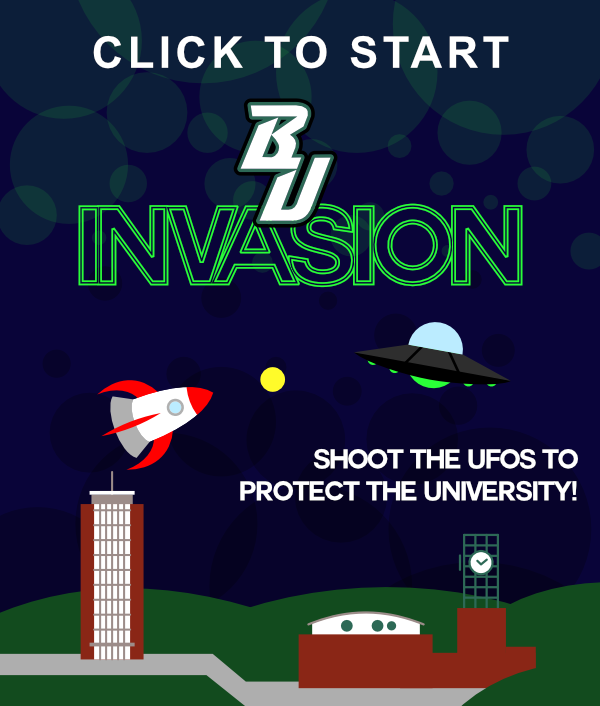 CLICK TO START
BU
INVASION
SHOOT THE UFOS TO
PROTECT THE UNIVERSITY!